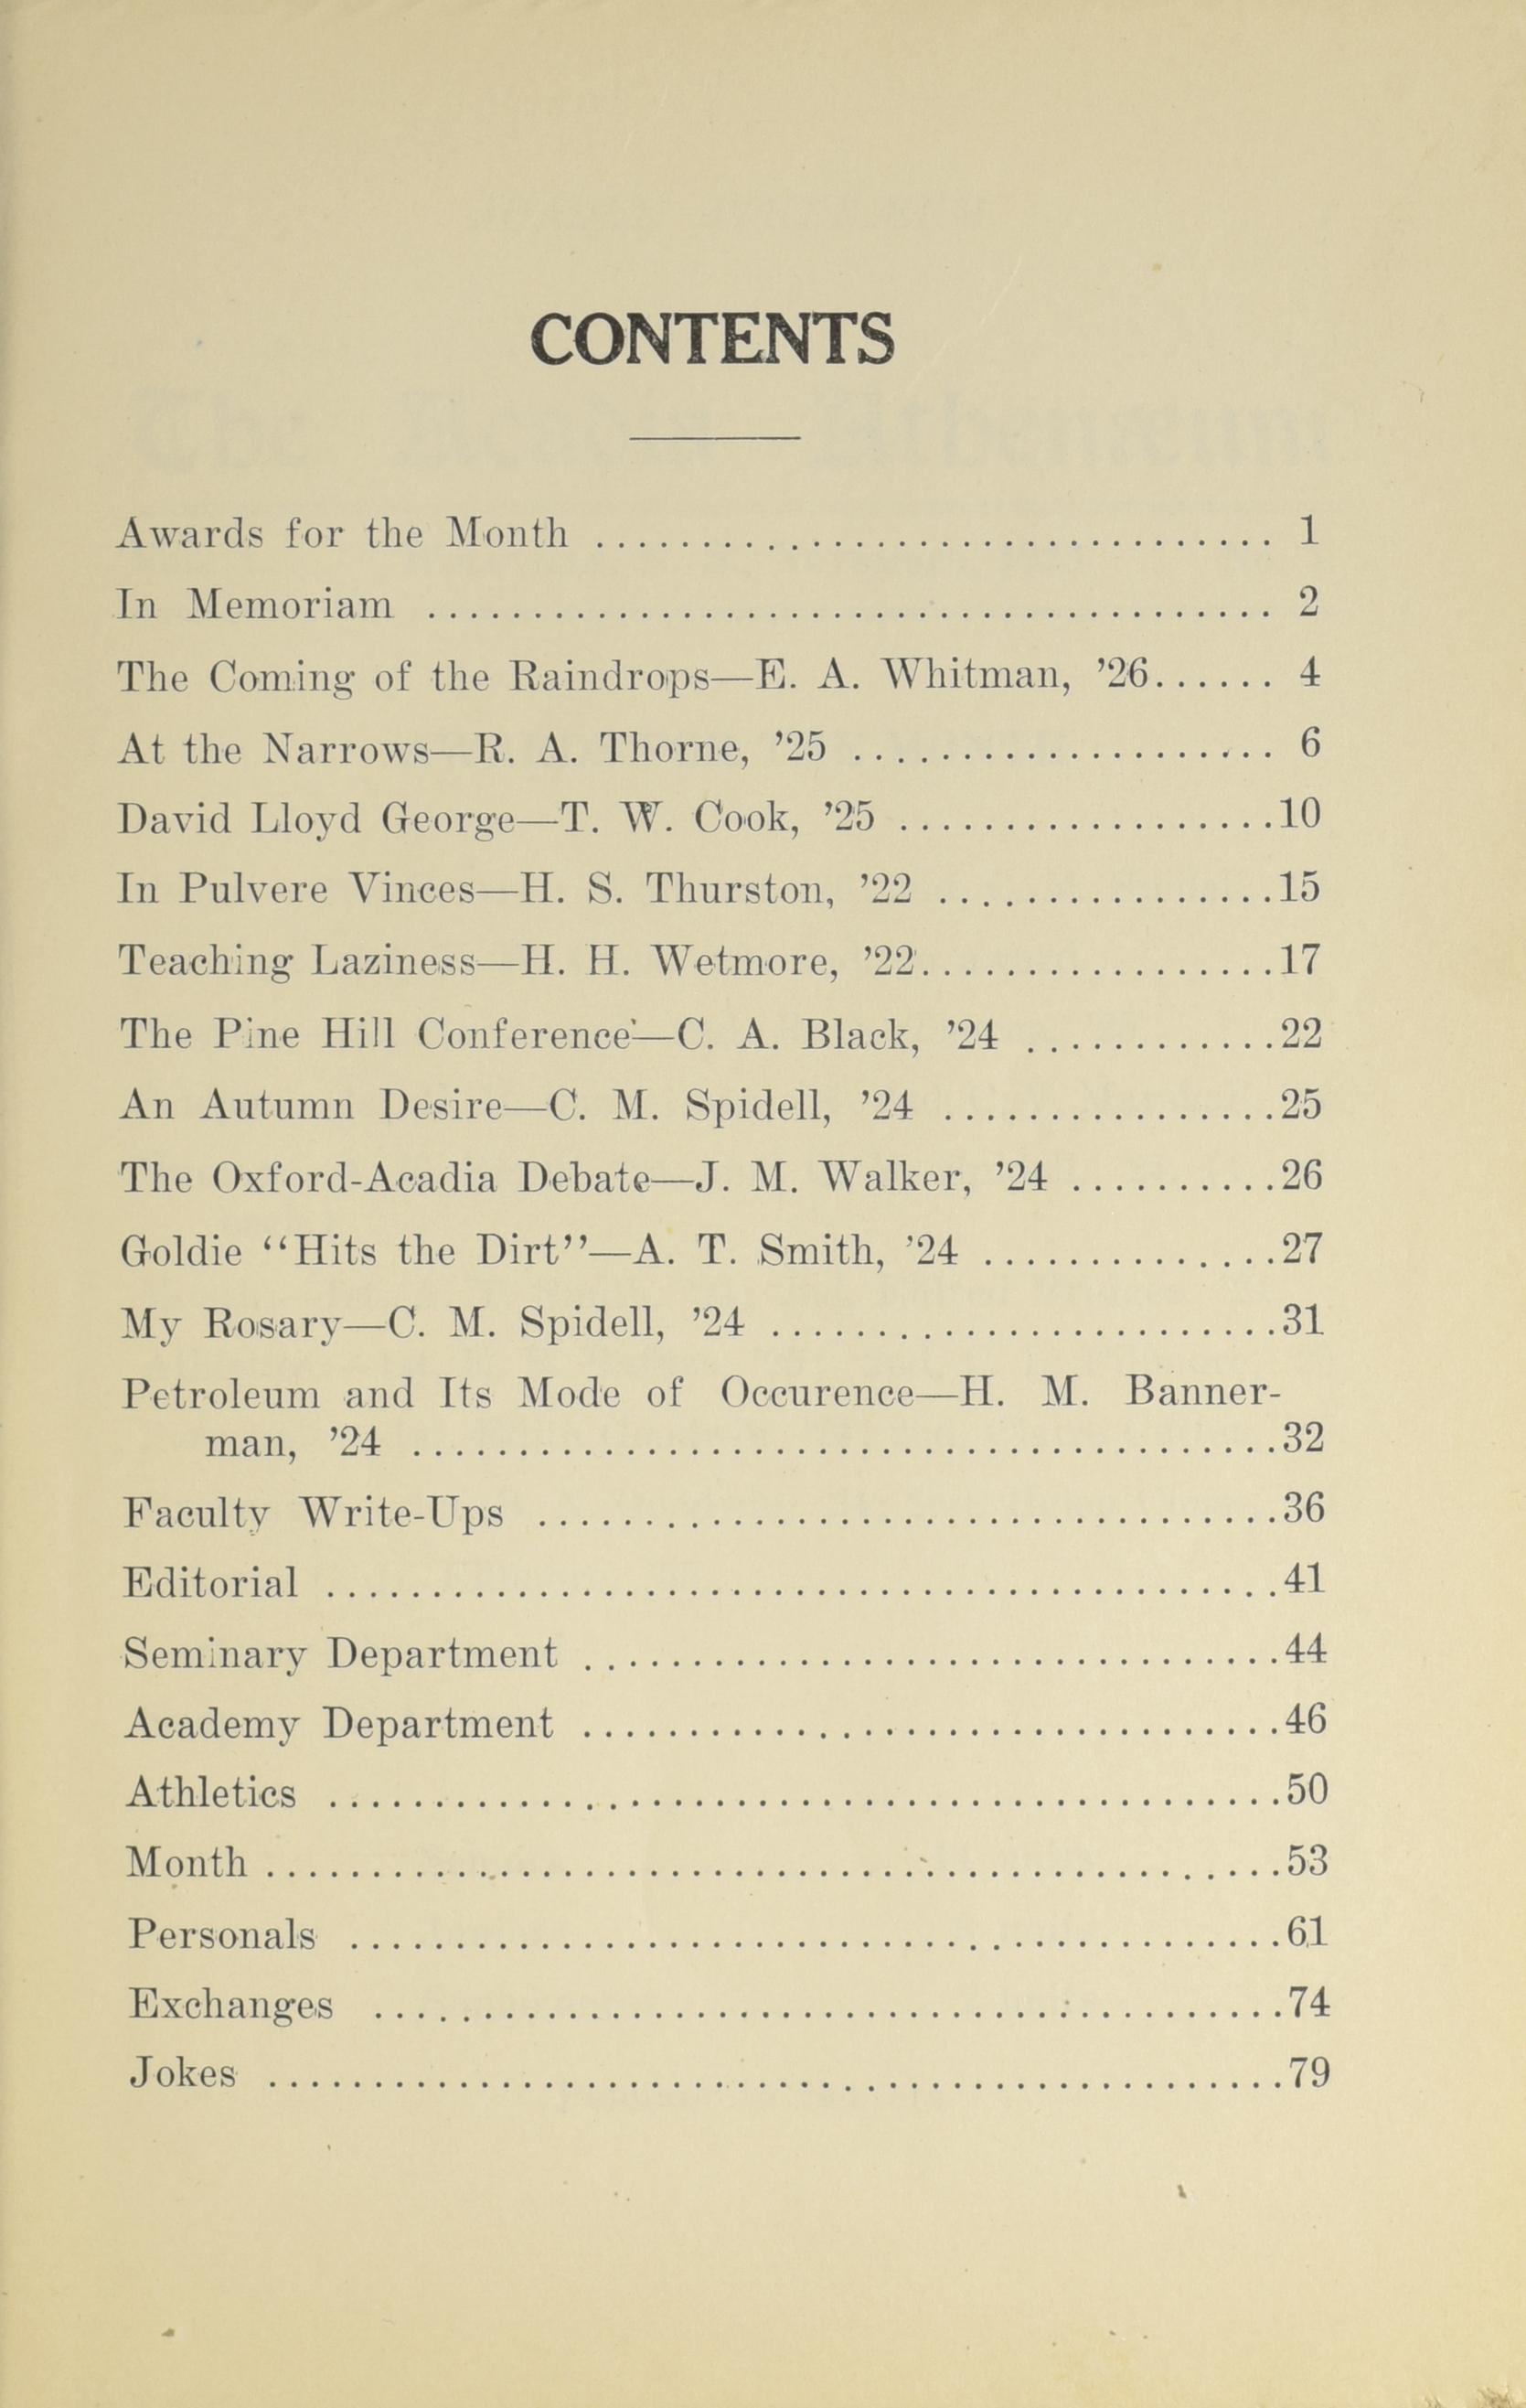 CONTENTS
Awards for the Month ................................ 1
In Memoriam ........................................ 2
The Coming of the Raindrops—E. A. Whitman, ’26...... 4
At the Narrows—R. A. Thorne, ’25 .................... 6
David Lloyd George—T. W. Cook, ’25 ..................10
In Pulvere Vinces—H. S. Thurston, ’22 ................15
Teaching Laziness—H. H. Wetmore, ’22.................17
The Pine Hill Conference—C. A. Black, ’24 ............22
An Autumn Desire—C. M. Spidell, ’24 ................25
The Oxford-Acadia Debate—J. M. Walker, ’24 ..........26
Goldie ‘‘Hits the Dirt’’—A. T. Smith, ’24 ..............27
My Rosary—C. M. Spidell, ’24 ........................31
Petroleum and Its Mode of Occurence—H. M. Banner-
man, ’24 .........................................32
Faculty Write-Ups ...................................36
Editorial .............................................41
Seminary Department .................................44
Academy Department .................................46
Athletics .............................................50
Month................................................53
Personals ............................................61
Exchanges ...........................................74
Jokes ................................................79